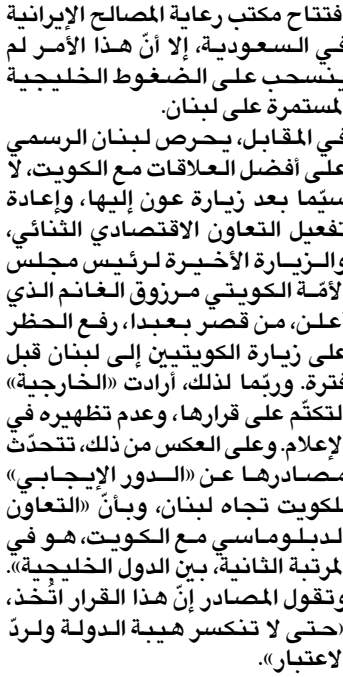 فتتاح مكتب رعاية المصالح الإيرانية
في السعودية، إلا أنّ هذا الأمر لم
ينسحب على الضغوط الخليجية
لمستمرة على لبنان.
في المقابل، يحرص لبنان الرسمي
على أفضل العلاقات مع الكويت، لا
سيّما بعد زيارة عون إليها، وإعادة
تفعيل التعاون الاقتصادي الثنائي،
والزيارة الأخيرة لرئيس مجلس
لأمّة الكويتي مرزوق الغانم الذي
أعلن، من قصر بعبدا، رفع الحظر
على زيارة الكويتيين إلى لبنان قبل
فترة. وربّما لذلك، أرادت «الخارجية»
لتكتّم على قرارها، وعدم تظهيره في
لإعلام. وعلى العكس من ذلك، تتحدّث
مصادرها عن «الدور الإيجابي»
للكويت تجاه لبنان، وبأنّ «التعاون
لدبلوماسي مع الكويت، هو في
لمرتبة الثانية، بين الدول الخليجية».
وتقول المصادر إنّ هذا القرار اتُّخذ،
«حتى لا تنكسر هيبة الدولة ولردّ
لاعتبار».